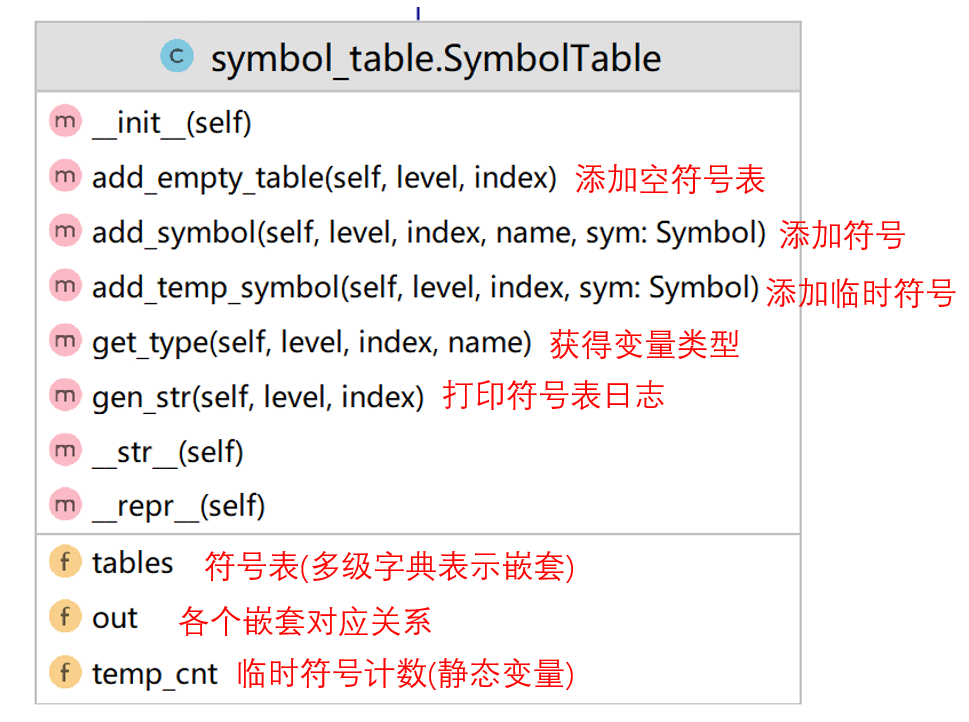 C symbol_table.SymbolTable
m __init__(self)
m add_empty_table(self, level, index) 添加空符号表
m add_symbol(self, level, index, name, sym: Symbol) 添加符号
m add_temp_symbol(self, level, index, sym: Symbol) 添加临时符号
m get_type(self, level, index, name) 获得变量类型
m gen_str(self, level, index) 打印符号表日志
m __str__(self)
m __repr__(self)
f tables 符号表(多级字典表示嵌套)
f out 各个嵌套对应关系
f temp_cnt 临时符号计数(静态变量)